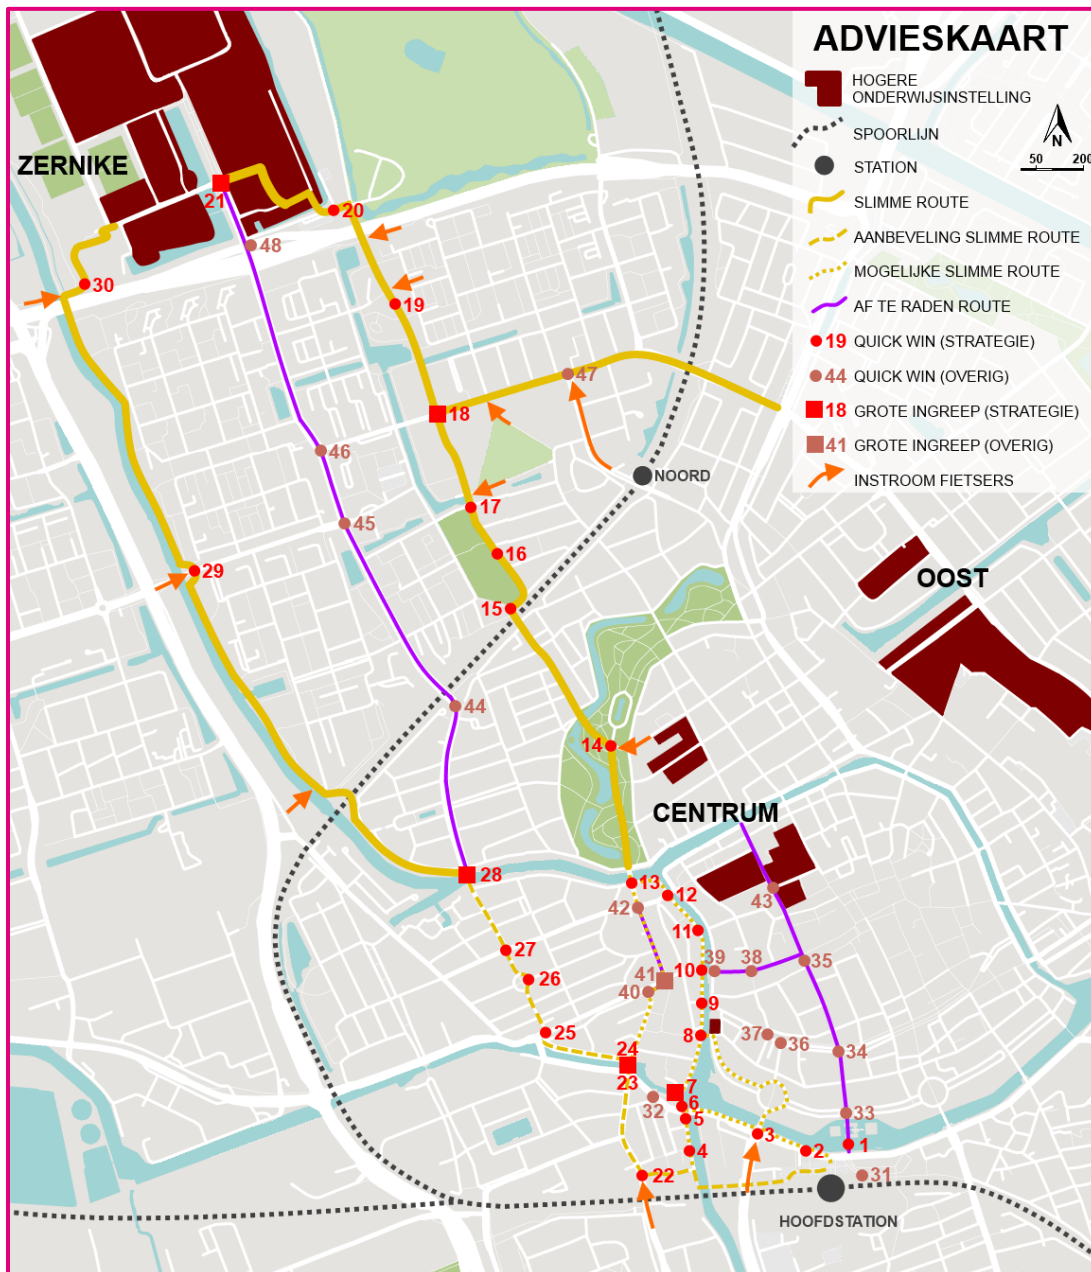 ADVIESKAART
HOGERE
ONDERWIJSINSTELLING
SPOORLIJN
N
50 200
STATION
SLIMME ROUTE
AANBEVELING SLIMME ROUTE
MOGELIJKE SLIMME ROUTE
AF TE RADEN ROUTE
19 QUICK WIN (STRATEGIE)
44 QUICK WIN (OVERIG)
18 GROTE INGREEP (STRATEGIE)
41 GROTE INGREEP (OVERIG)
INSTROOM FIETSERS
ZERNIKE
21
20
48
30
19
47
18
46
NOORD
17
45
16
29
OOST
15
44
14
CENTRUM
28
13
12
43
42
11
27
39
38
35
10
41
26
40
9
25
37
36
8
34
24
23
7
32
6
5
33
3
1
4
2
22
31
HOOFDSTATION